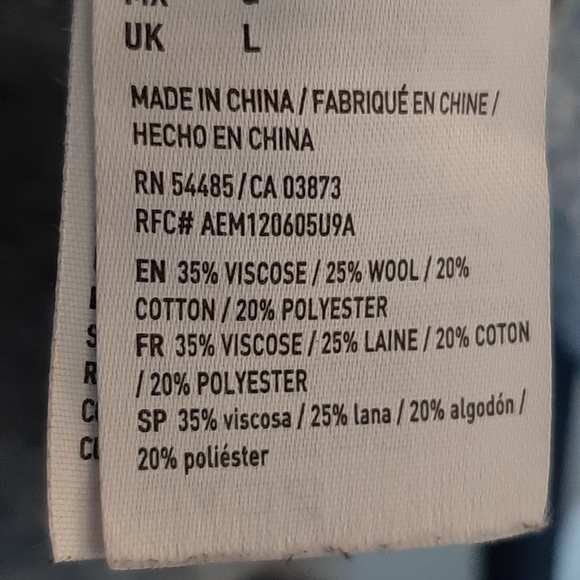 UK L
MADE IN CHINA / FABRIQUÉ EN CHINE /
HECHO EN CHINA
RN 54485/CA 03873
RFC# AEM120605U9A
EN 35% VISCOSE / 25% WOOL / 20%
COTTON / 20% POLYESTER
FR 35% VISCOSE / 25% LAINE / 20% COTON
/ 20% POLYESTER
SP 35% viscosa / 25% lana / 20% algodón /
20% poliéster